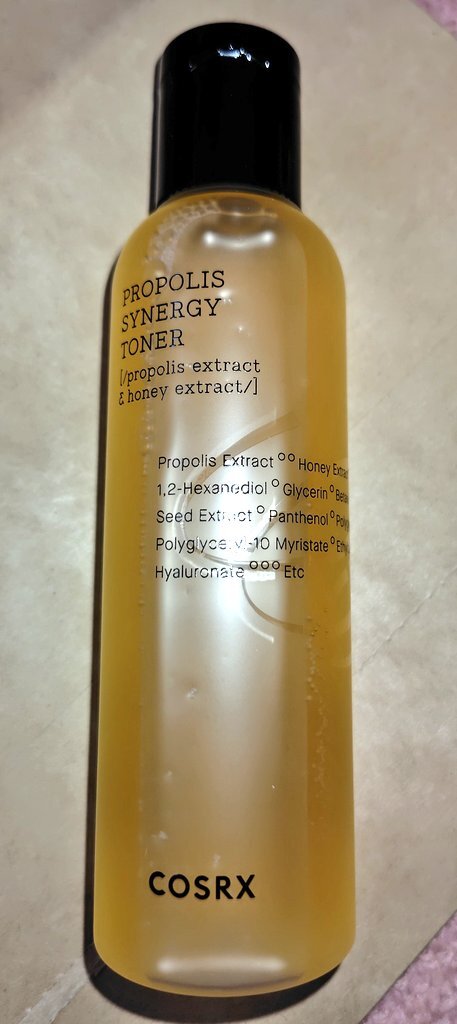 PROPOLIS
SYNERGY
TONER
[/propolis extract
& honey extract/]
Propolis Extract °° Honey
1,2-Hexanediol ° Glycerin °
Seed Extract ° Panthenol °
Polyglyceryl-10 Myristate °
Hyaluronate °°° Etc
COSRX